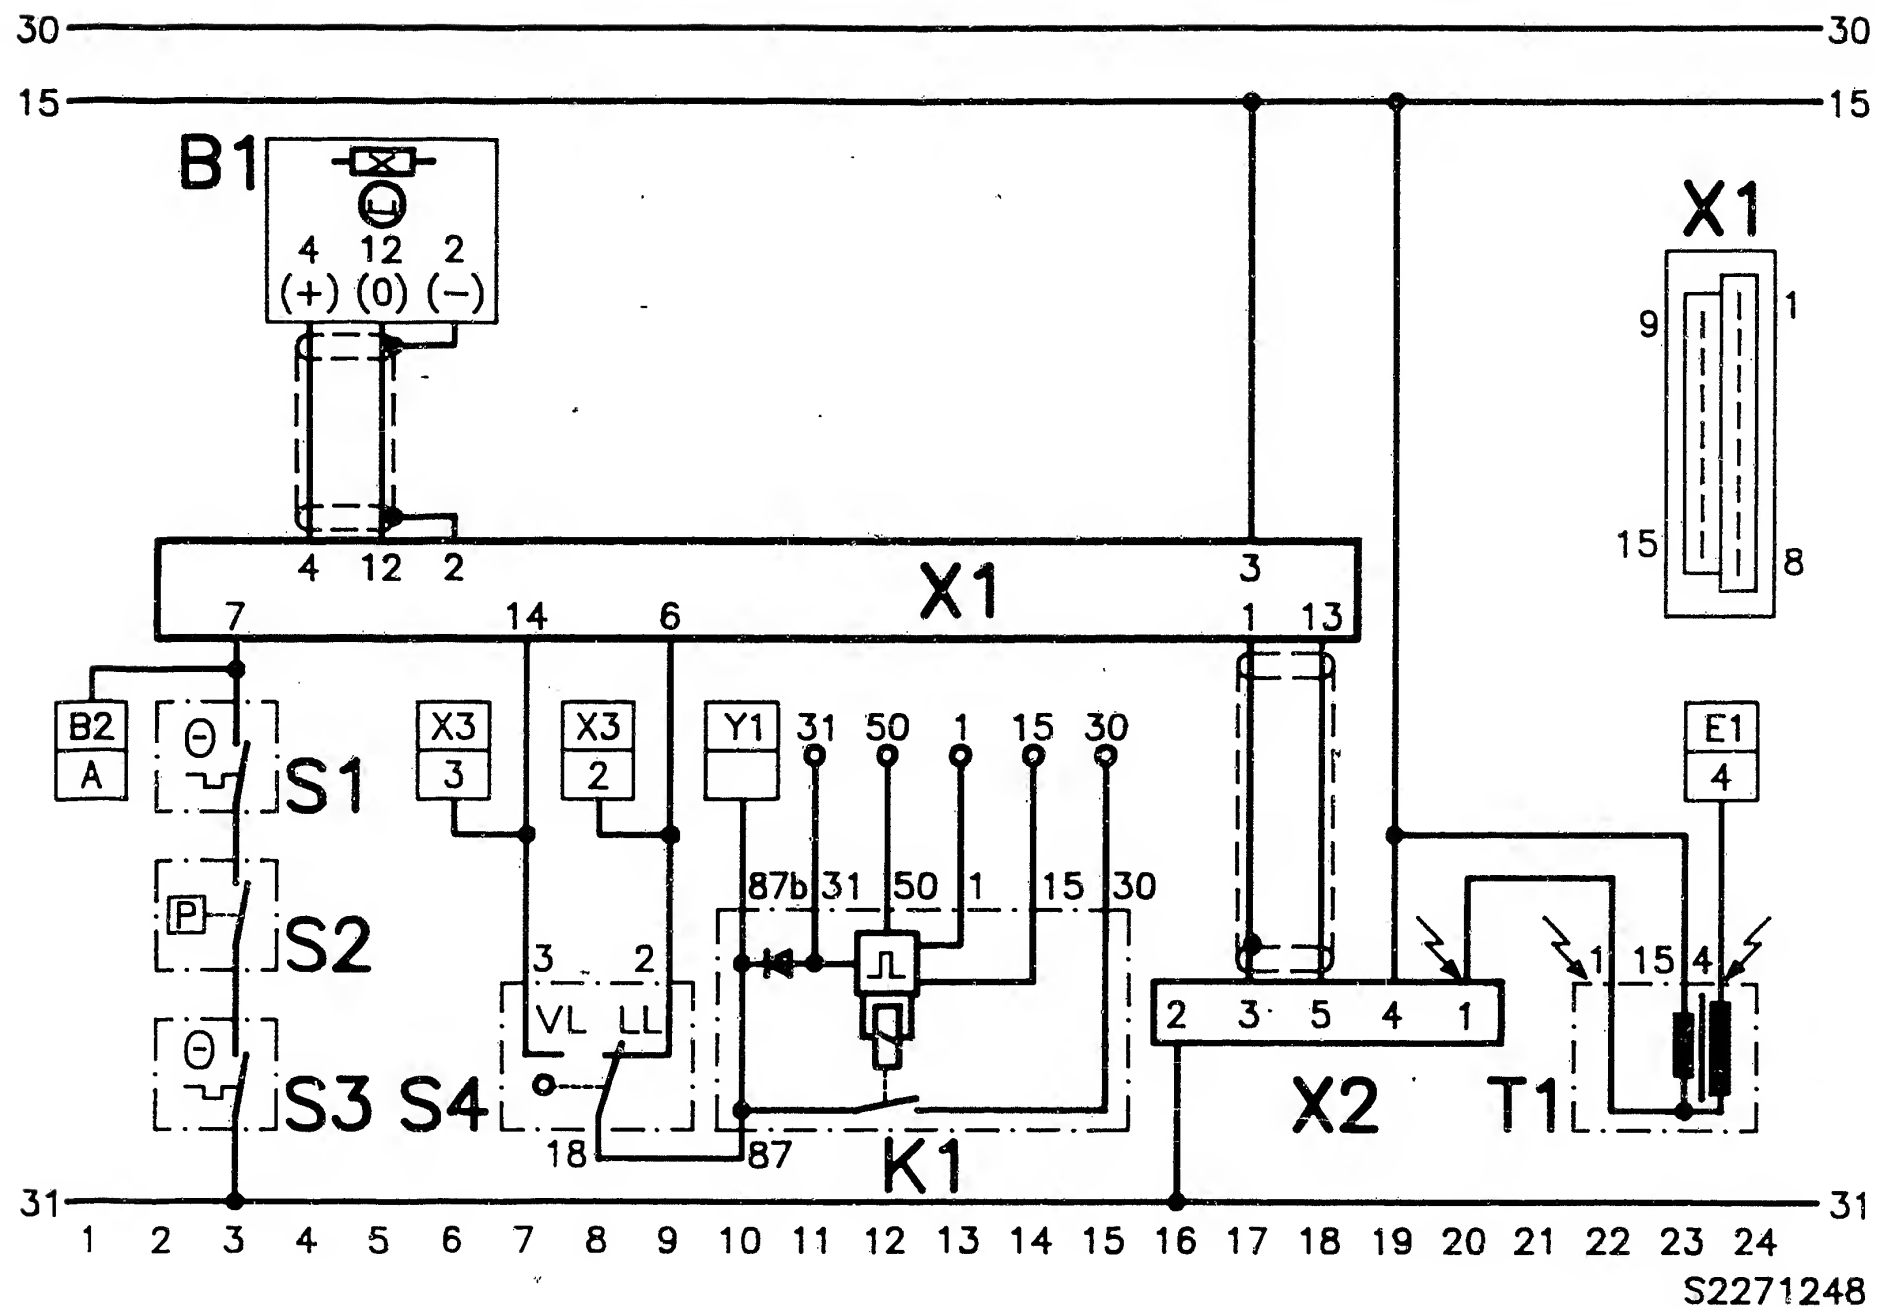 30 30
15 15
B1
4 12 2
(+) (0) (−)
X1
9 1
15 8
4 12 2 X1 3
7 14 6 1 13
B2 X3 X3 Y1 31 50 1 15 30 E1
A 3 2 4
S1
87b 31 50 1 15 30
P
S2
3 2 1 15 4
VL LL
2 3 5 4 1
S3 S4 X2 T1
18 87 K1
31 31
1 2 3 4 5 6 7 8 9 10 11 12 13 14 15 16 17 18 19 20 21 22 23 24
S2271248